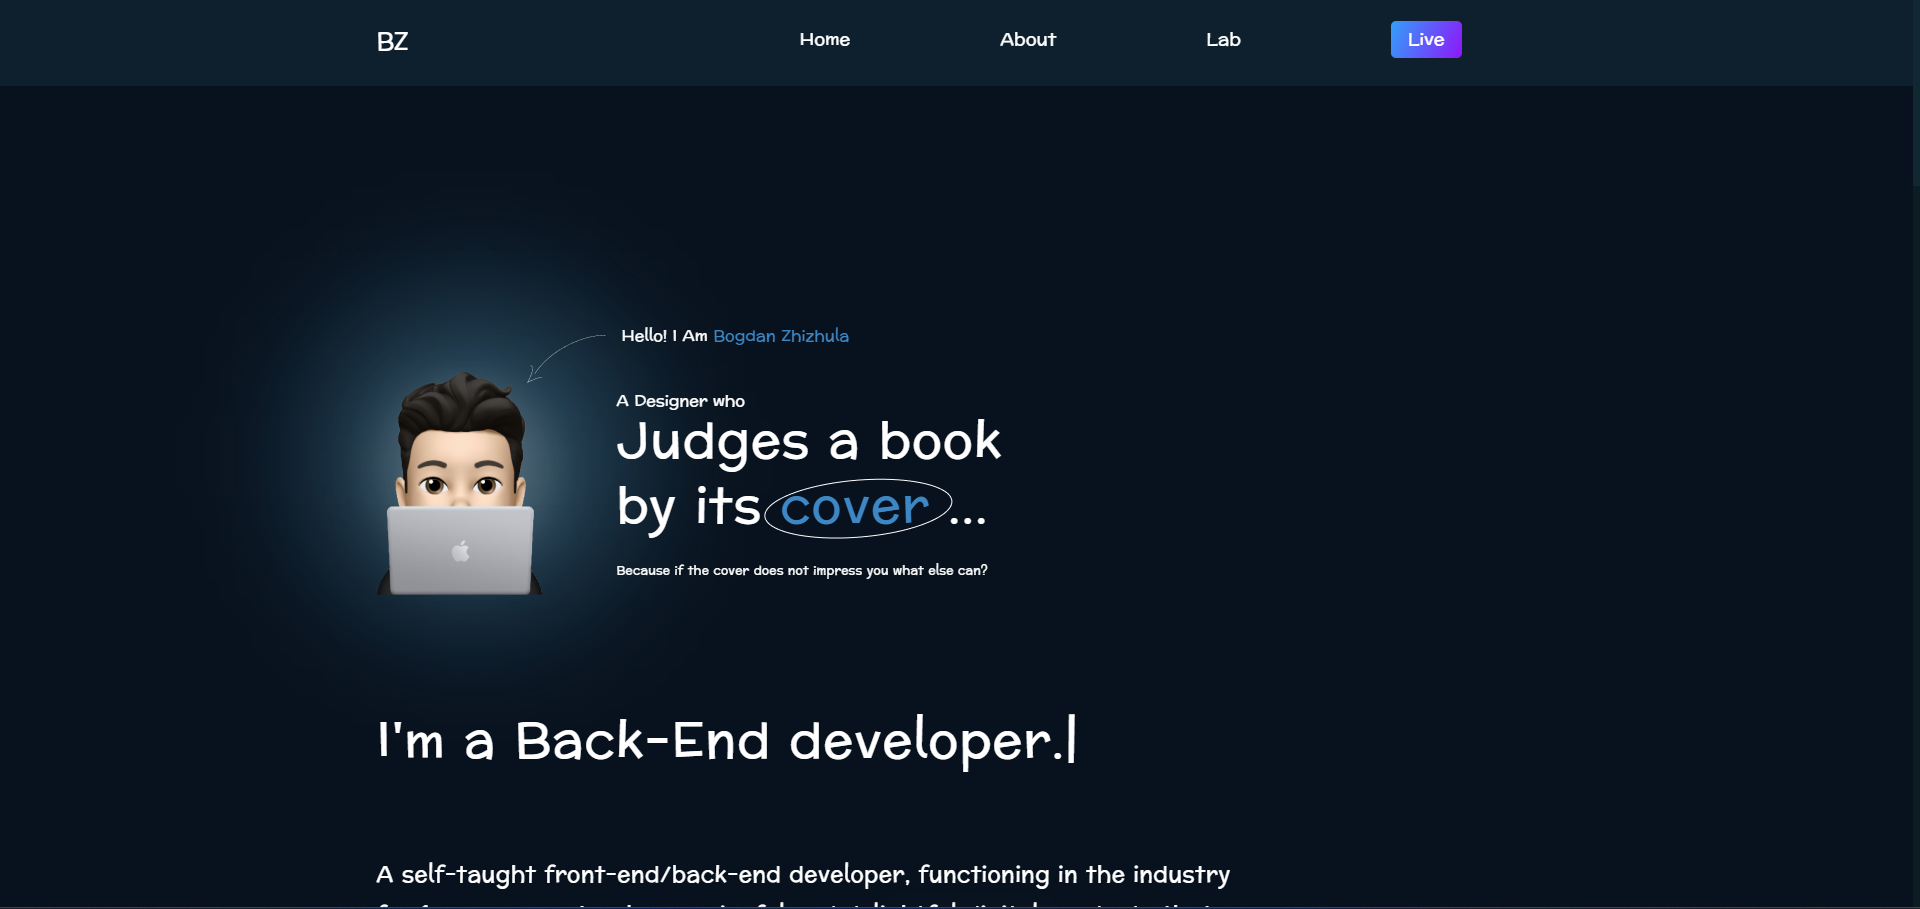 BZ
Home
About
Lab
Live
Hello! I Am Bogdan Zhizhula
A Designer who
Judges a book
by its cover ...
Because if the cover does not impress you what else can?
I'm a Back-End developer.|
A self-taught front-end/back-end developer, functioning in the industry